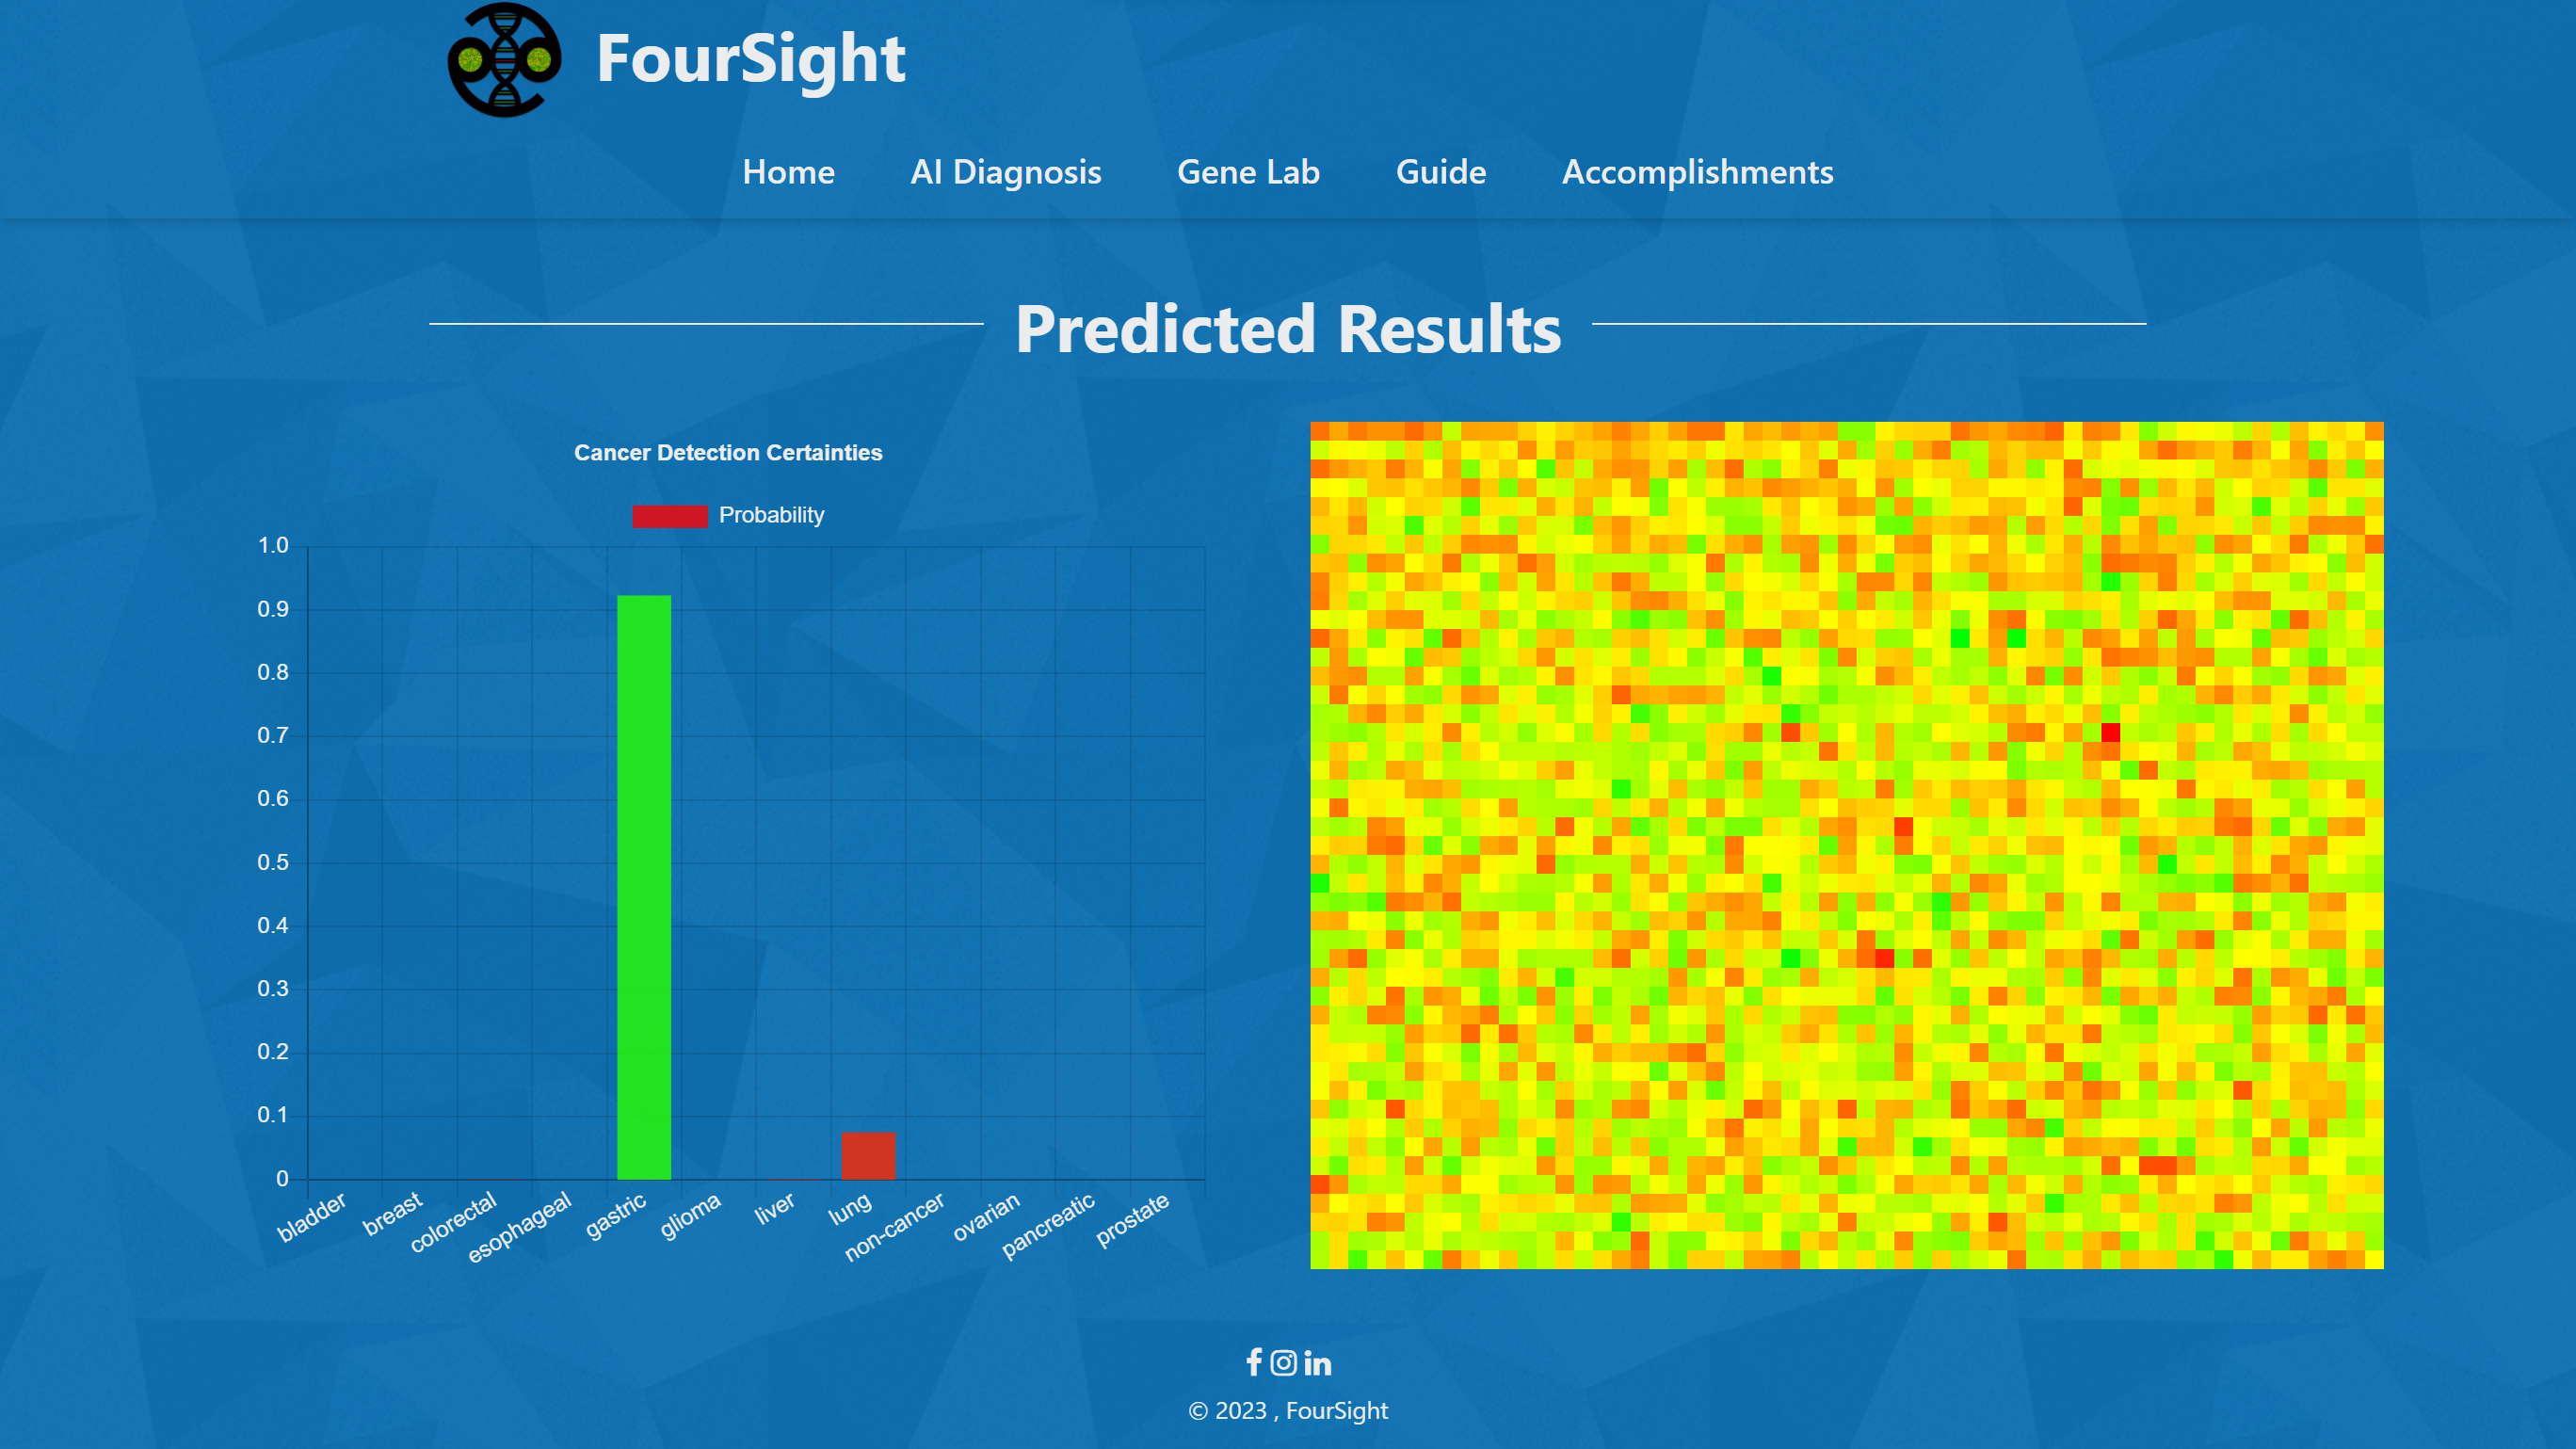 FourSight
Home AI Diagnosis Gene Lab Guide Accomplishments
Predicted Results
Cancer Detection Certainties
Probability
1.0
0.9
0.8
0.7
0.6
0.5
0.4
0.3
0.2
0.1
0
bladder breast colorectal esophageal gastric glioma liver lung non-cancer ovarian pancreatic prostate
© 2023 , FourSight